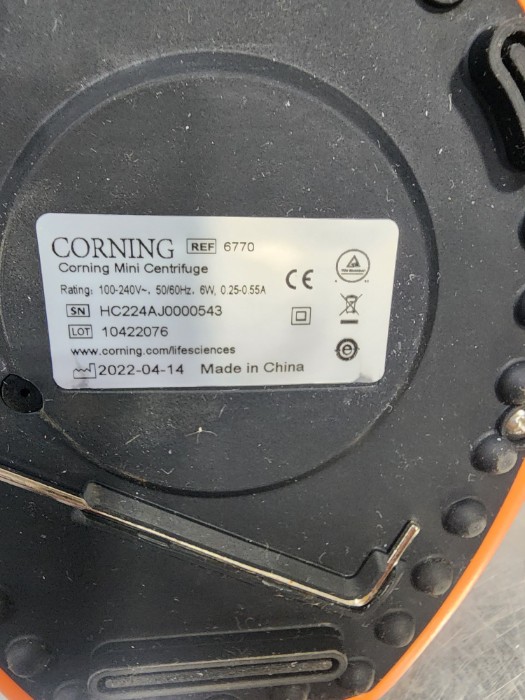 CORNING REF 6770
Corning Mini Centrifuge
Rating: 100-240V~, 50/60Hz, 6W, 0.25-0.55A
CE
SN HC224AJ0000543
LOT 10422076
www.corning.com/lifesciences
e
2022-04-14 Made in China